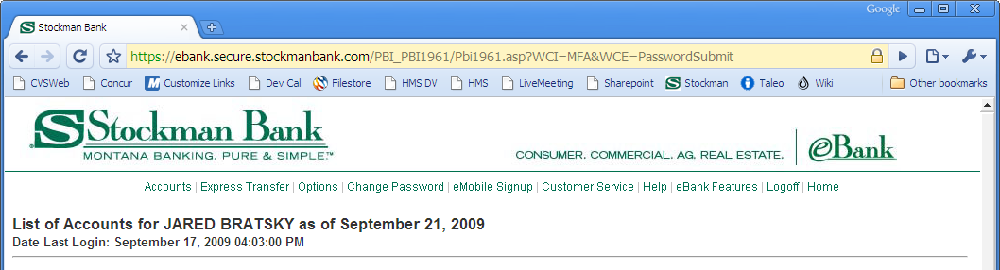 Google
Stockman Bank
https://ebank.secure.stockmanbank.com/PBI_PBI1961/Pbi1961.asp?WCI=MFA&WCE=PasswordSubmit
CVSWeb Concur Customize Links Dev Cal Filestore HMS DV HMS LiveMeeting Sharepoint Stockman Taleo Wiki Other bookmarks
Stockman Bank
MONTANA BANKING. PURE & SIMPLE.™
CONSUMER. COMMERCIAL. AG. REAL ESTATE. eBank
Accounts | Express Transfer | Options | Change Password | eMobile Signup | Customer Service | Help | eBank Features | Logoff | Home
List of Accounts for JARED BRATSKY as of September 21, 2009
Date Last Login: September 17, 2009 04:03:00 PM